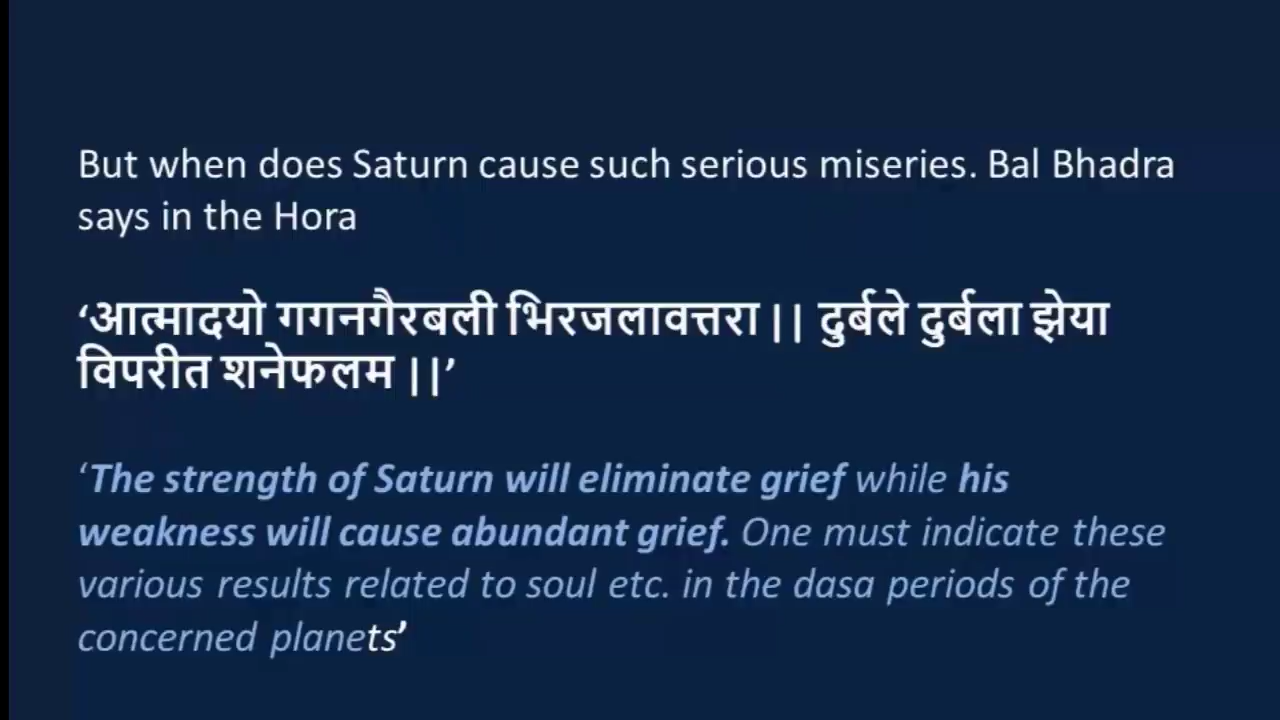 But when does Saturn cause such serious miseries. Bal Bhadra
says in the Hora
‘आत्मादयो गगनगैरबली भिरजलावत्तरा || दुर्बले दुर्बला झेया
विपरीत शनेफलम ||’
‘The strength of Saturn will eliminate grief while his
weakness will cause abundant grief. One must indicate these
various results related to soul etc. in the dasa periods of the
concerned planets’